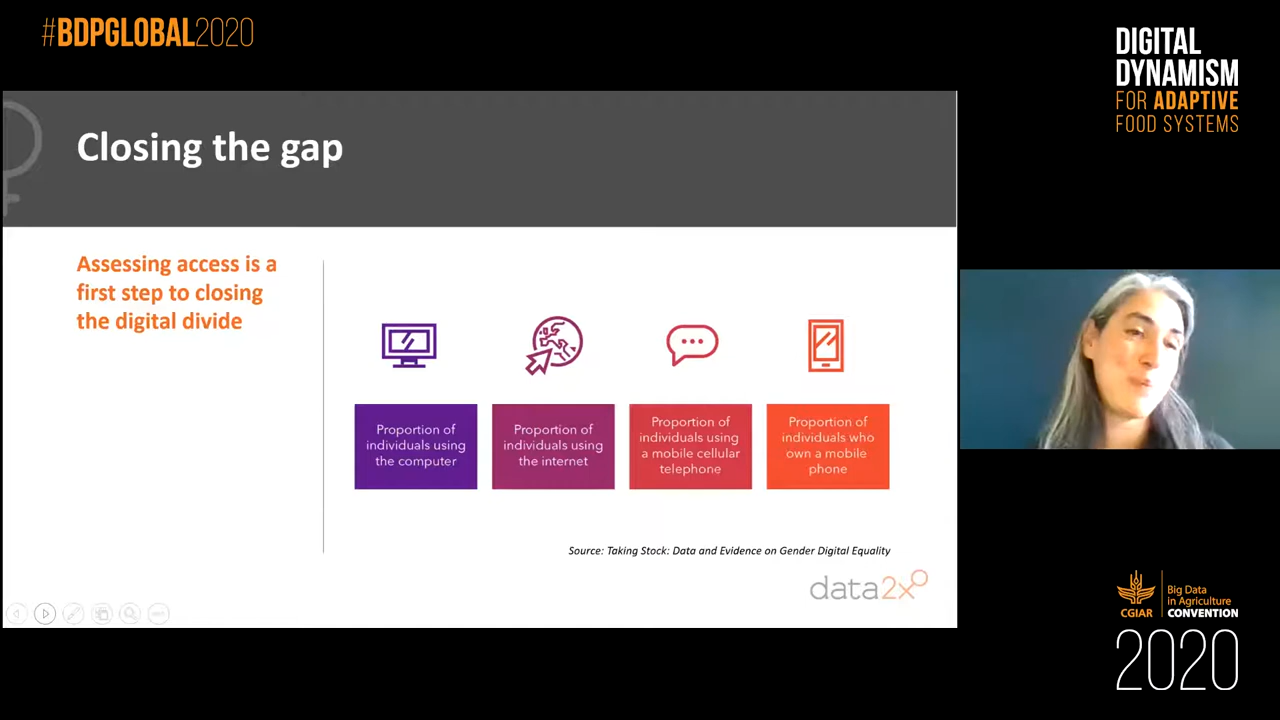 #BDPGLOBAL2020
DIGITAL
DYNAMISM
FOR ADAPTIVE
FOOD SYSTEMS
Closing the gap
Assessing access is a
first step to closing
the digital divide
Proportion of
individuals using
the computer
Proportion of
individuals using
the internet
Proportion of
individuals using
a mobile cellular
telephone
Proportion of
individuals who
own a mobile
phone
Source: Taking Stock: Data and Evidence on Gender Digital Equality
data2x
CGIAR
Big Data
in Agriculture
CONVENTION
2020